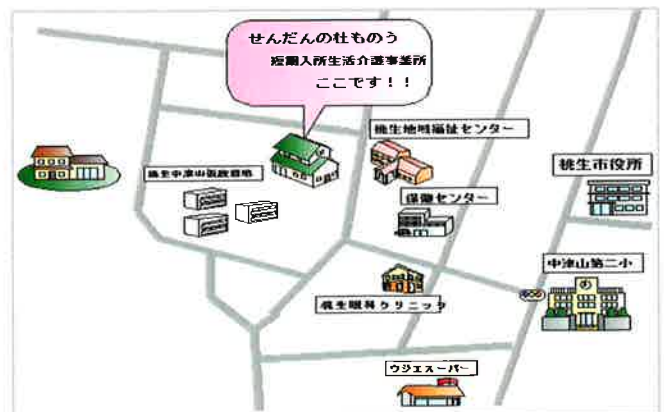 せんだんの杜ものう
短期入所生活介護事業所
ここです！！
桃生地域福祉センター
桃生中津山仮設団地
桃生市役所
保健センター
中津山第二小
桃生眼科クリニック
ウジエスーパー